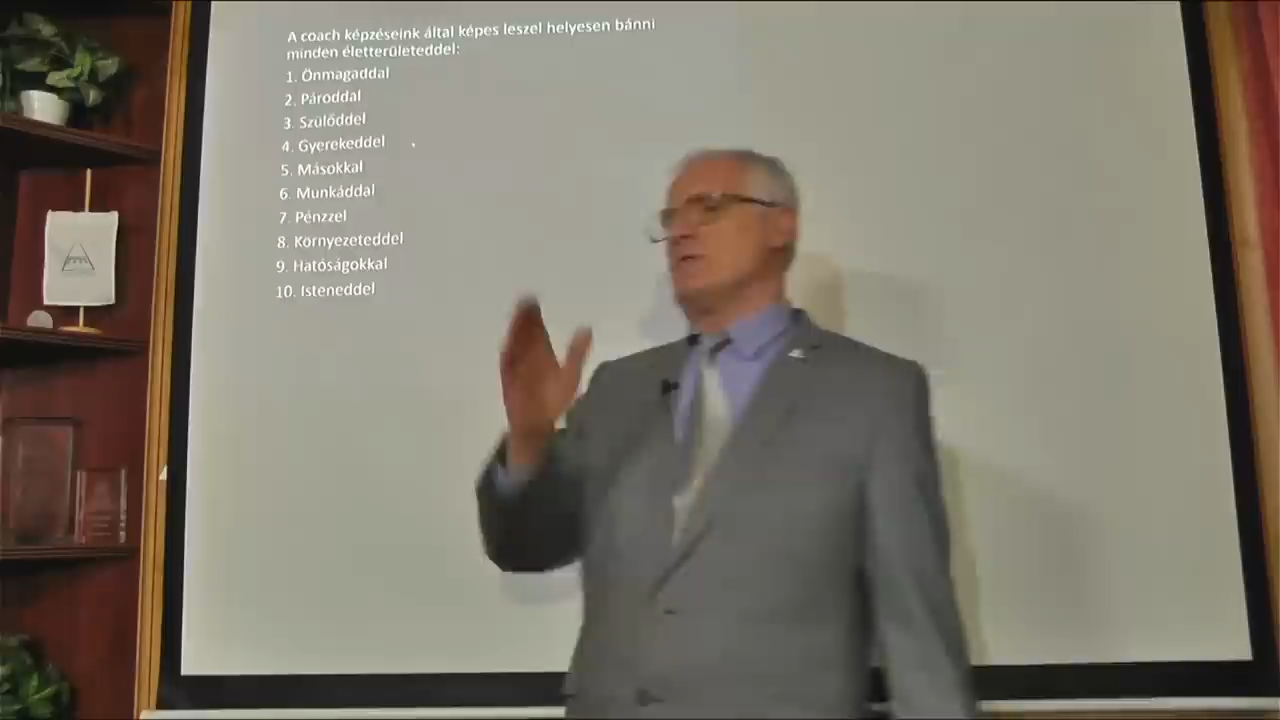 A coach képzéseink által képes leszel helyesen bánni
minden életterületeddel:
1. Önmagaddal
2. Pároddal
3. Szülőddel
4. Gyerekeddel
5. Másokkal
6. Munkáddal
7. Pénzzel
8. Környezeteddel
9. Hatóságokkal
10. Isteneddel